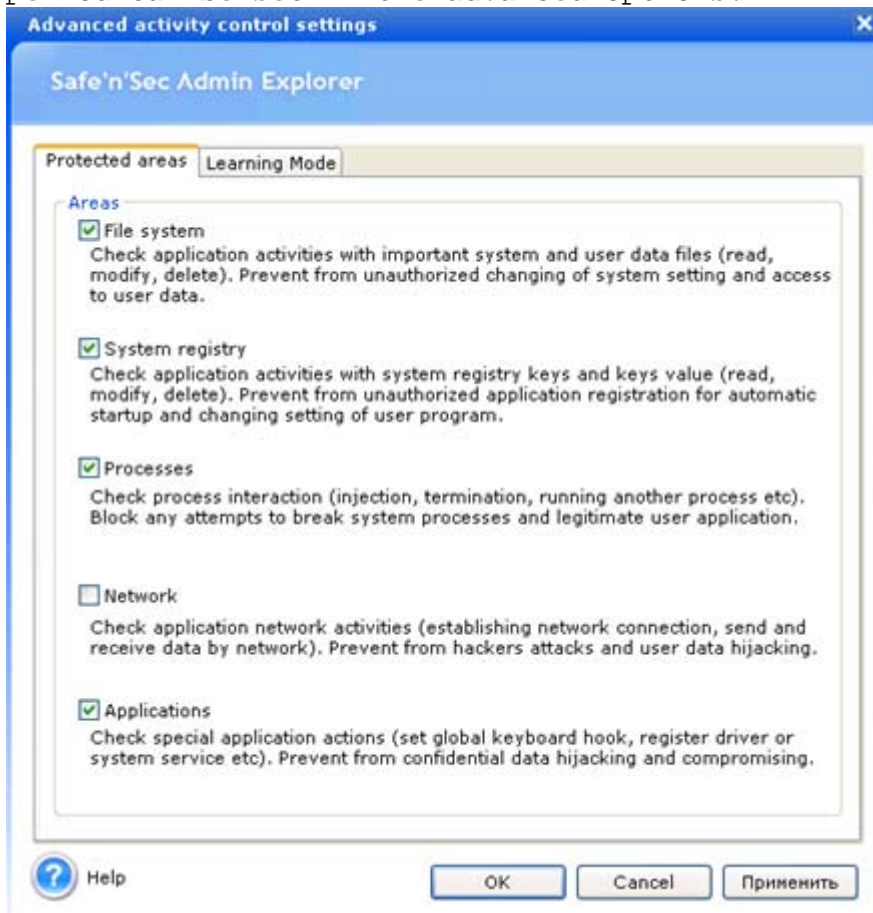 Advanced activity control settings
Safe'n'Sec Admin Explorer
Protected areas
Learning Mode
Areas
File system
Check application activities with important system and user data files (read,
modify, delete). Prevent from unauthorized changing of system setting and access
to user data.
System registry
Check application activities with system registry keys and keys value (read,
modify, delete). Prevent from unauthorized application registration for automatic
startup and changing setting of user program.
Processes
Check process interaction (injection, termination, running another process etc).
Block any attempts to break system processes and legitimate user application.
Network
Check application network activities (establishing network connection, send and
receive data by network). Prevent from hackers attacks and user data hijacking.
Applications
Check special application actions (set global keyboard hook, register driver or
system service etc). Prevent from confidential data hijacking and compromising.
Help
OK
Cancel
Применить